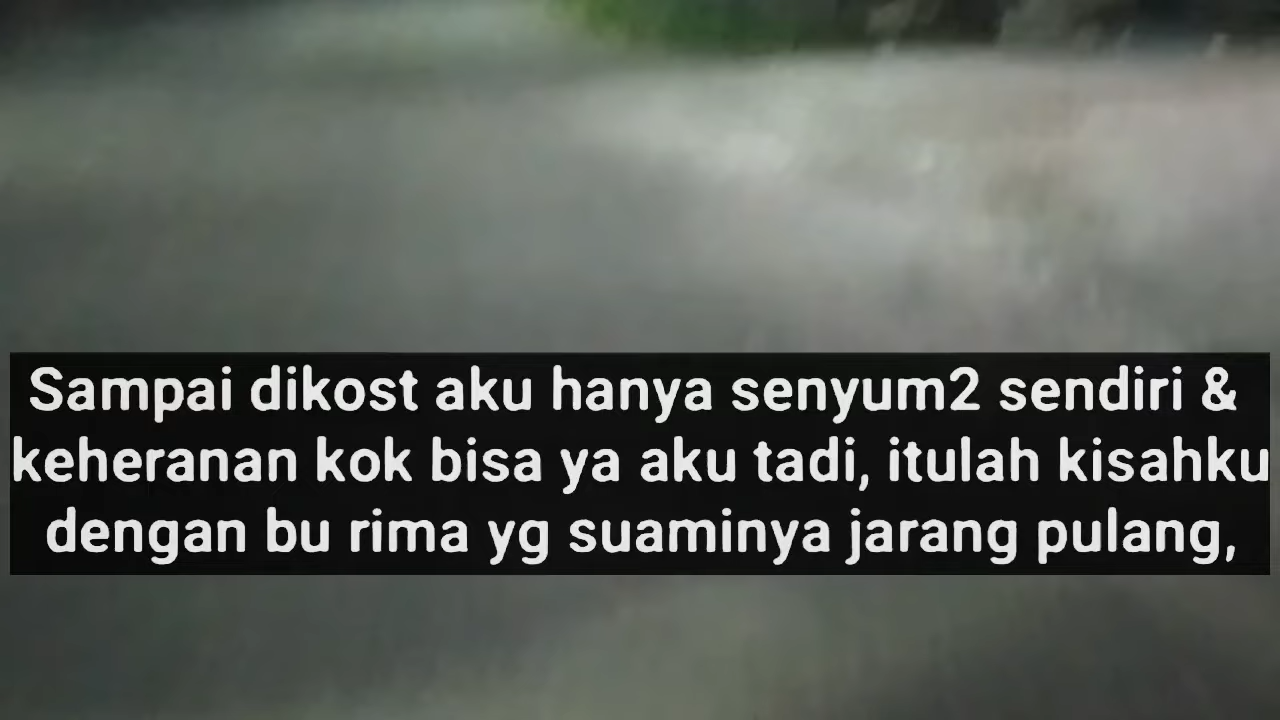 Sampai dikost aku hanya senyum2 sendiri &
keheranan kok bisa ya aku tadi, itulah kisahku
dengan bu rima yg suaminya jarang pulang,